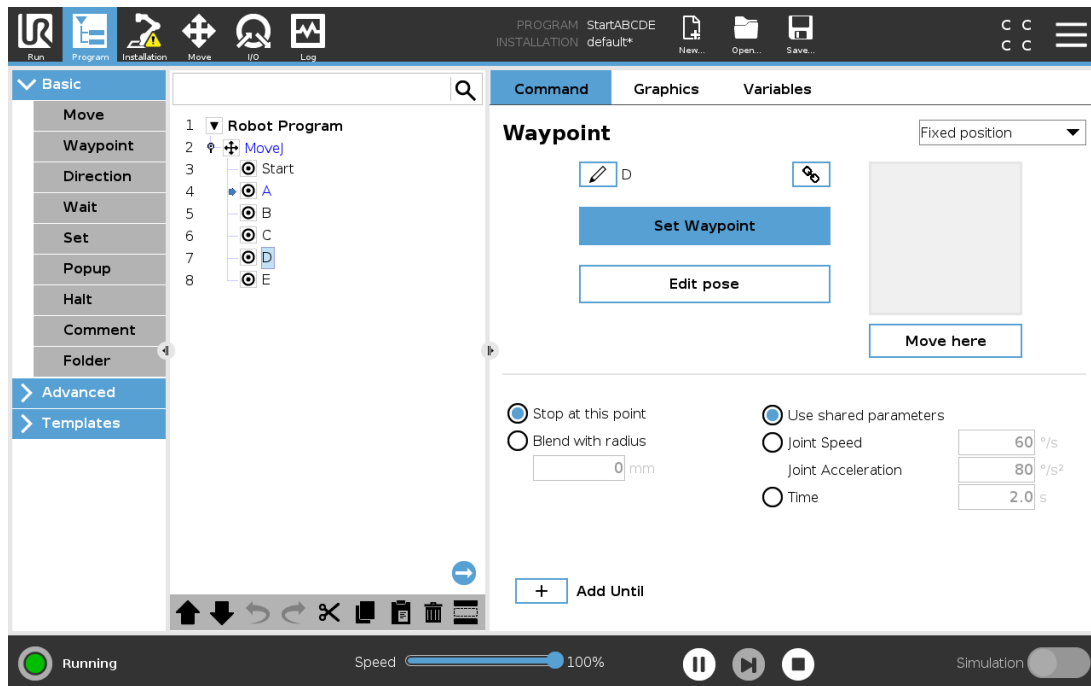 PROGRAM StartABCDE
INSTALLATION default*
UR
Run
Program
Installation
Move
I/O
Log
New...
Open...
Save...
C C
C C
Basic
Move
Waypoint
Direction
Wait
Set
Popup
Halt
Comment
Folder
Advanced
Templates
1 Robot Program
2 MoveJ
3 Start
4 A
5 B
6 C
7 D
8 E
Command Graphics Variables
Waypoint
Fixed position
D
Set Waypoint
Edit pose
Move here
Stop at this point
Blend with radius
0 mm
Use shared parameters
Joint Speed 60 °/s
Joint Acceleration 80 °/s²
Time 2.0 s
+ Add Until
Running
Speed 100%
Simulation